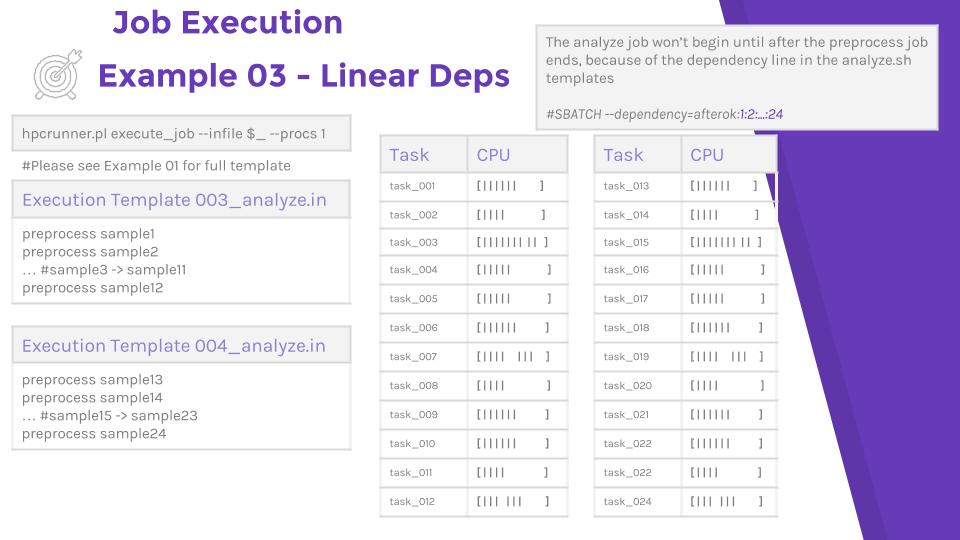 Job Execution
Example 03 - Linear Deps
The analyze job won't begin until after the preprocess job
ends, because of the dependency line in the analyze.sh
templates
#SBATCH --dependency=afterok:1:2:...:24
hpcrunner.pl execute_job --infile $_ --procs 1
#Please see Example 01 for full template
Execution Template 003_analyze.in
preprocess sample1
preprocess sample2
... #sample3 -> sample11
preprocess sample12
Execution Template 004_analyze.in
preprocess sample13
preprocess sample14
... #sample15 -> sample23
preprocess sample24
Task CPU
task_001 [|||||| ]
task_002 [|||| ]
task_003 [|||||||| || ]
task_004 [||||| ]
task_005 [||||| ]
task_006 [||||||| ]
task_007 [|||| ||| ]
task_008 [|||| ]
task_009 [||||||| ]
task_010 [||||||| ]
task_011 [|||| ]
task_012 [||| ||| ]
Task CPU
task_013 [|||||| ]
task_014 [|||| ]
task_015 [|||||||| || ]
task_016 [||||| ]
task_017 [||||| ]
task_018 [||||||| ]
task_019 [|||| ||| ]
task_020 [|||| ]
task_021 [||||||| ]
task_022 [||||||| ]
task_022 [|||| ]
task_024 [||| ||| ]